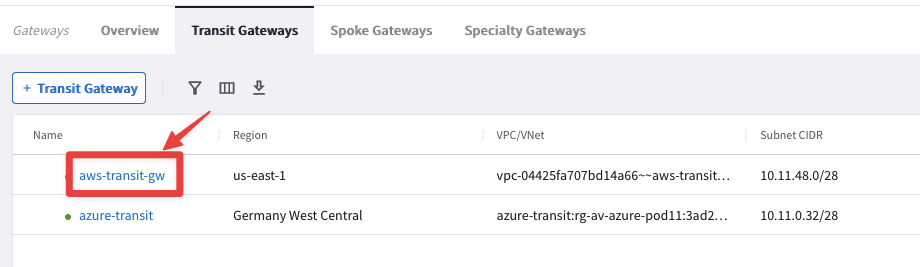 Gateways Overview Transit Gateways Spoke Gateways Specialty Gateways
+ Transit Gateway
Name Region VPC/VNet Subnet CIDR
aws-transit-gw us-east-1 vpc-04425fa707bd14a66~~aws-transit... 10.11.48.0/28
azure-transit Germany West Central azure-transit:rg-av-azure-pod11:3ad2... 10.11.0.32/28